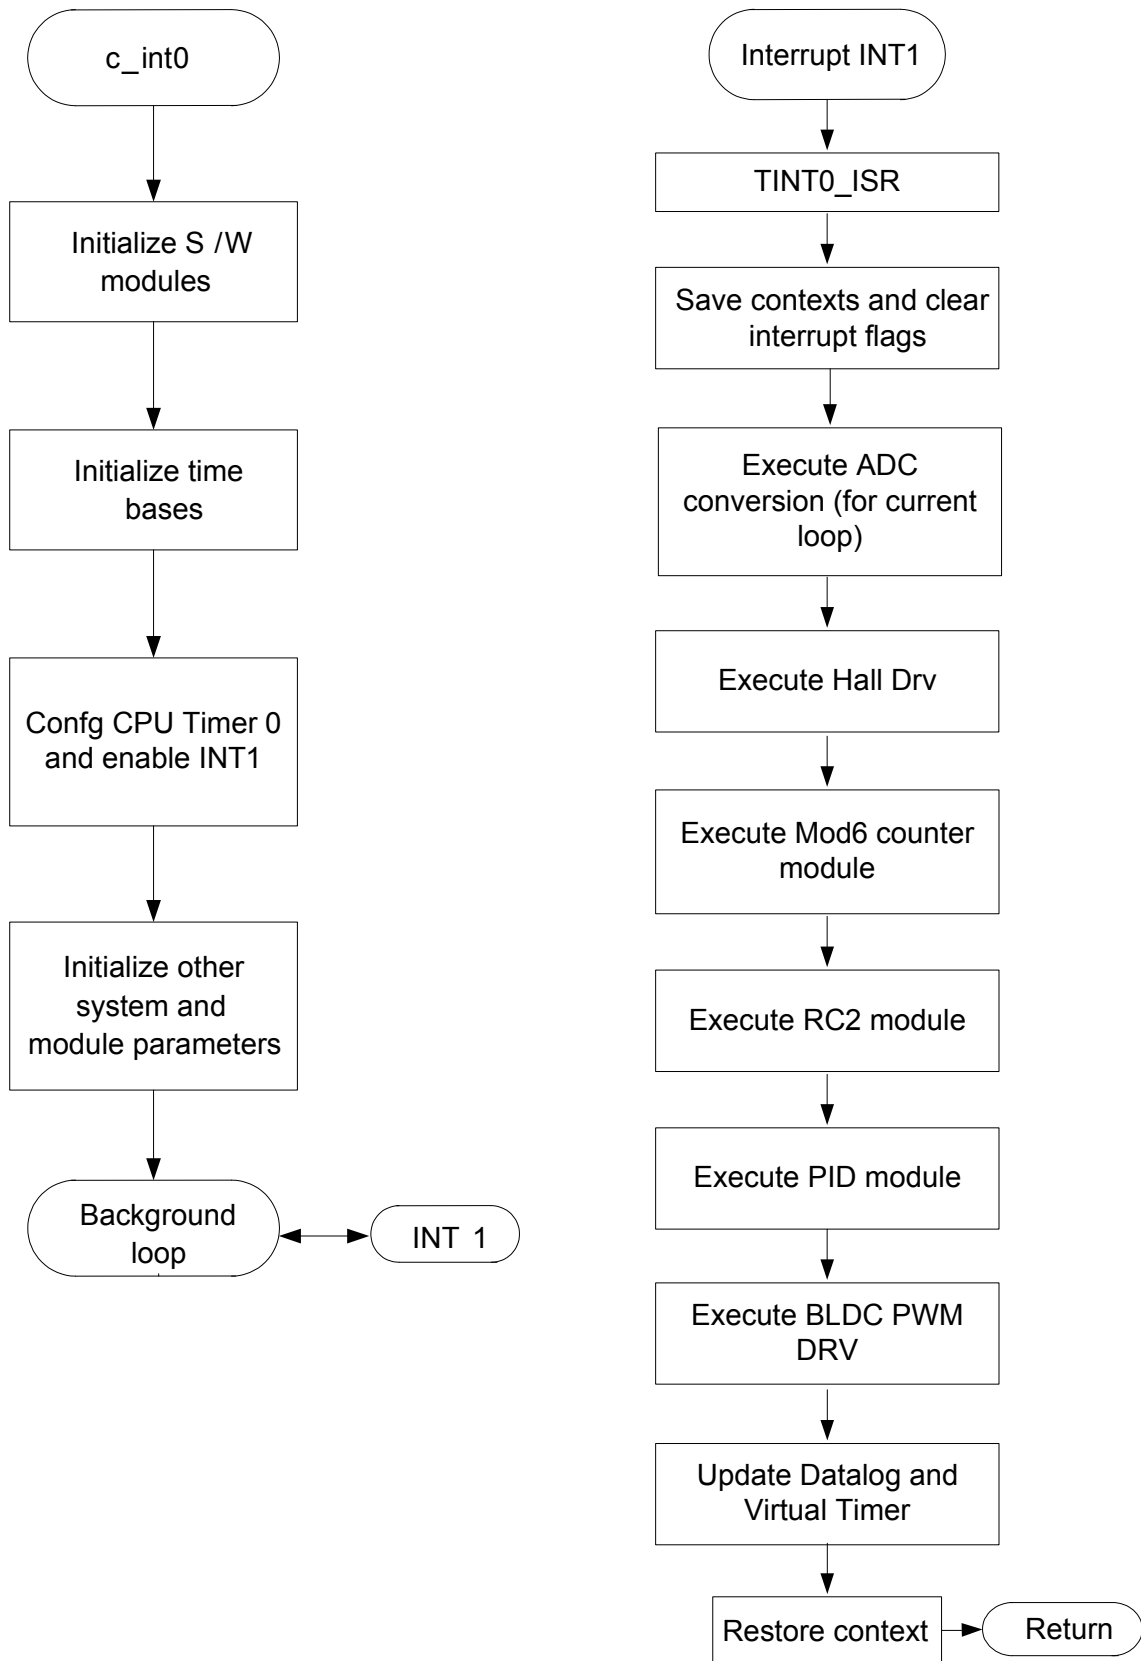 c_int0
Initialize S /W
modules
Initialize time
bases
Confg CPU Timer 0
and enable INT1
Initialize other
system and
module parameters
Background
loop
INT 1
Interrupt INT1
TINT0_ISR
Save contexts and clear
interrupt flags
Execute ADC
conversion (for current
loop)
Execute Hall Drv
Execute Mod6 counter
module
Execute RC2 module
Execute PID module
Execute BLDC PWM
DRV
Update Datalog and
Virtual Timer
Restore context
Return